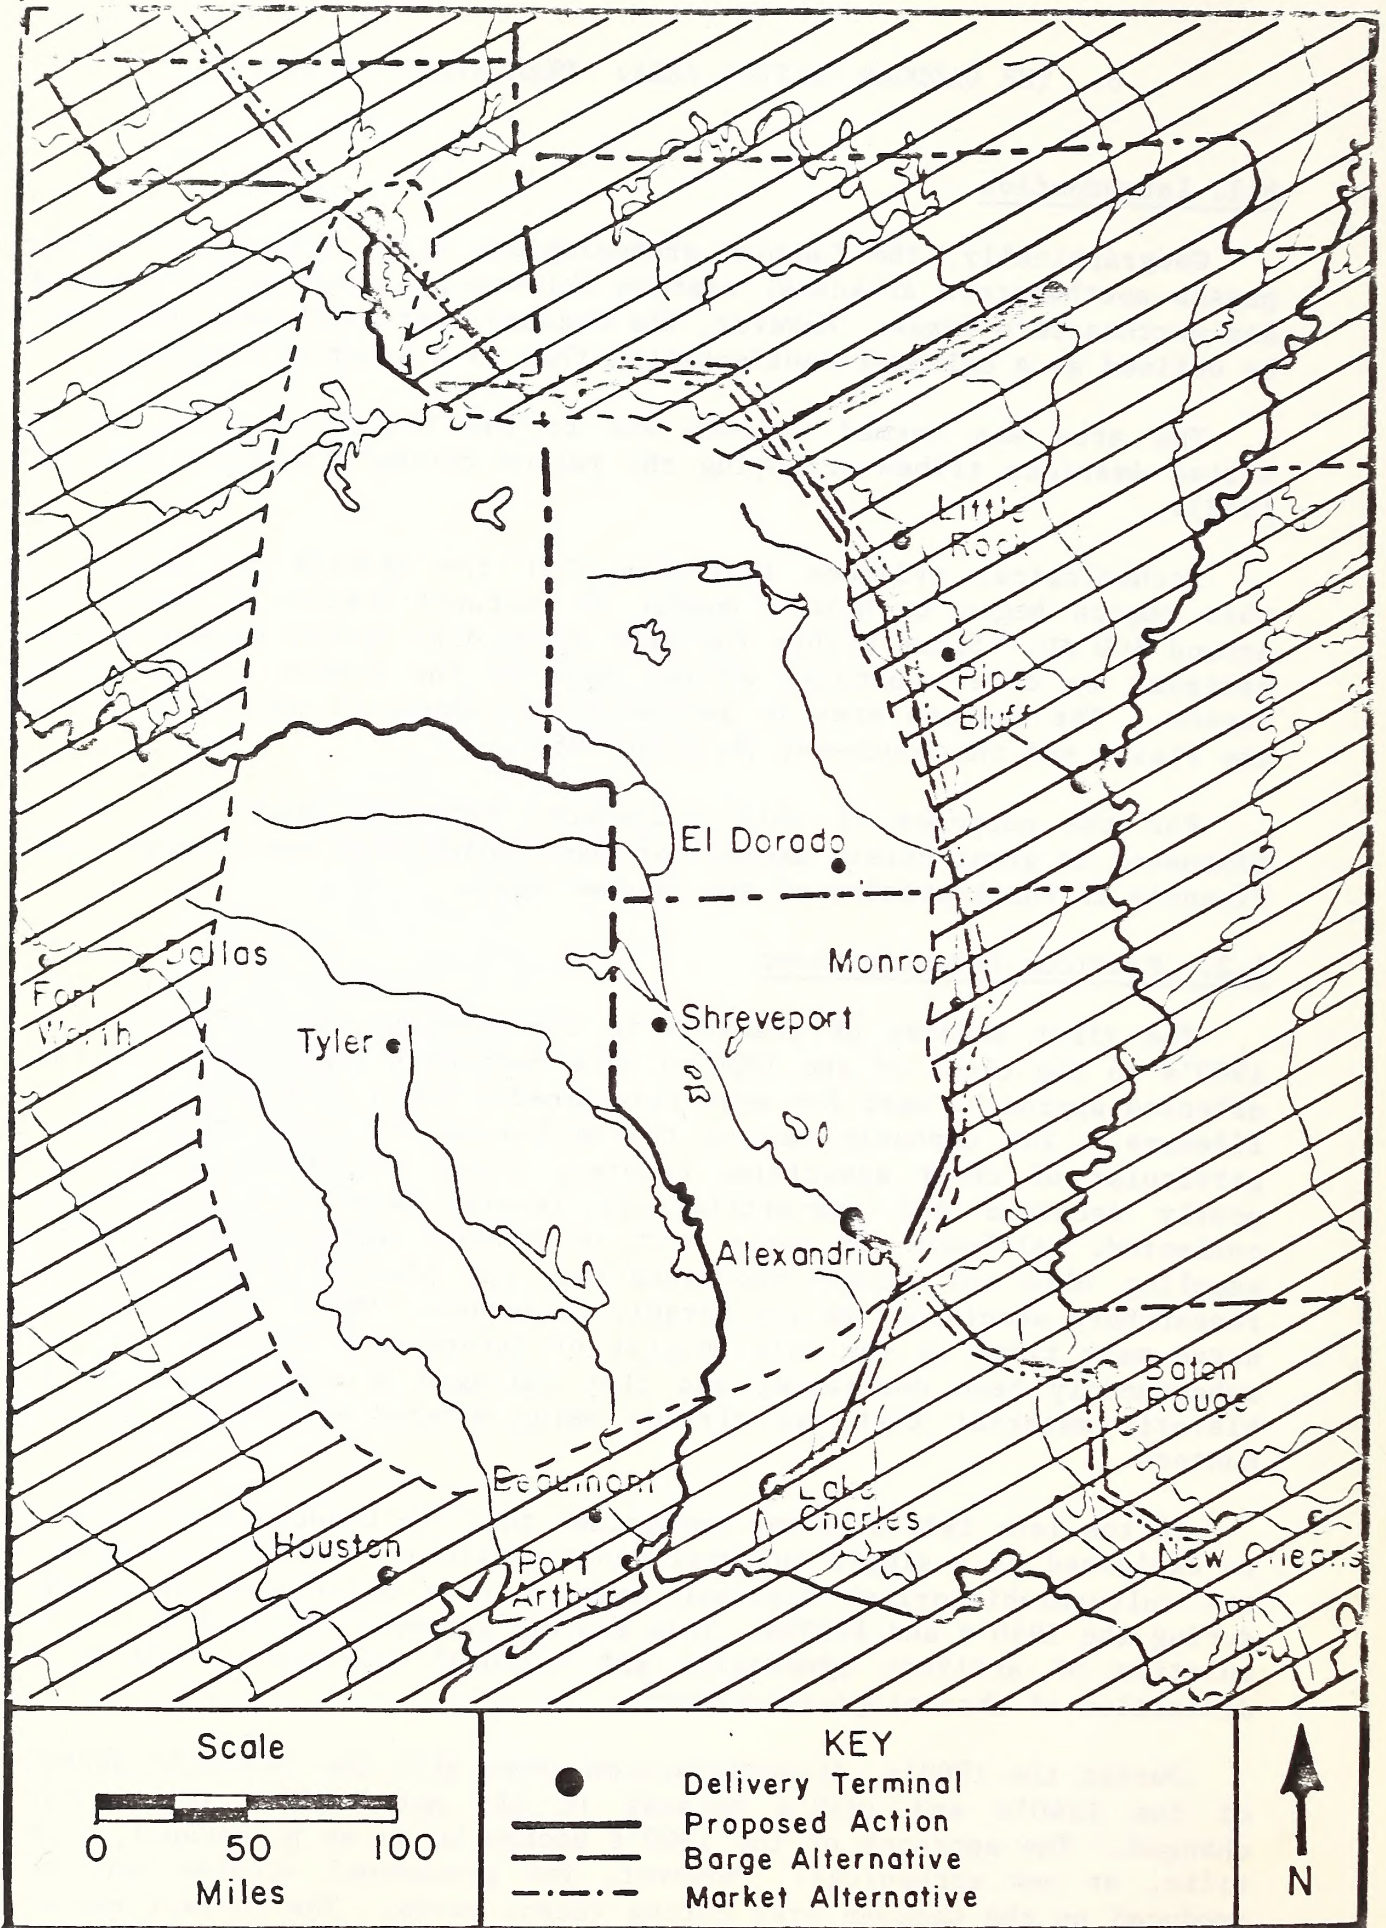 Little
Rock
Pine
Bluff
El Dorado
Monroe
Dallas
Fort
Worth
Shreveport
Tyler
Alexandria
Baton
Rouge
Beaumont
Lake
Charles
Houston
Port
Arthur
New Orleans
Scale
0 50 100
Miles
KEY
Delivery Terminal
Proposed Action
Barge Alternative
Market Alternative
N